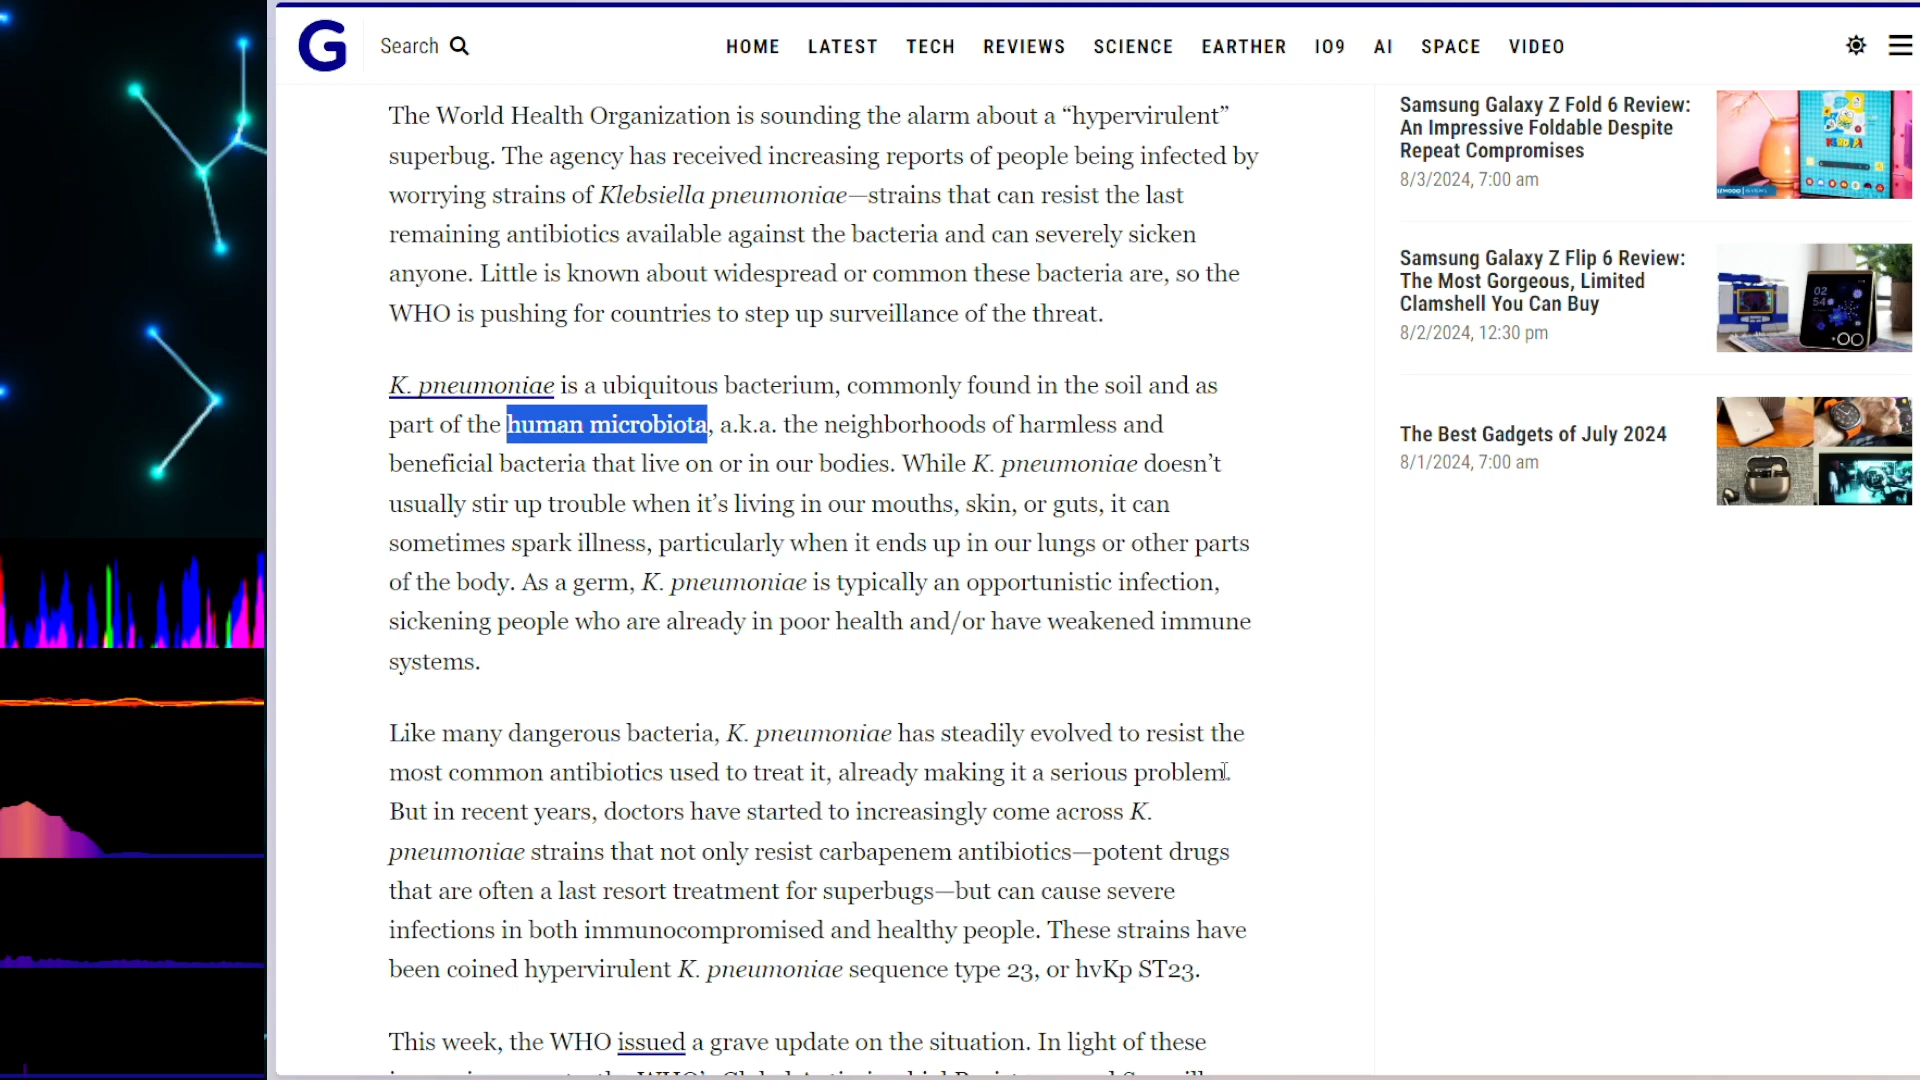 G
Search
HOME LATEST TECH REVIEWS SCIENCE EARTHER IO9 AI SPACE VIDEO
The World Health Organization is sounding the alarm about a “hypervirulent”
superbug. The agency has received increasing reports of people being infected by
worrying strains of Klebsiella pneumoniae—strains that can resist the last
remaining antibiotics available against the bacteria and can severely sicken
anyone. Little is known about widespread or common these bacteria are, so the
WHO is pushing for countries to step up surveillance of the threat.
K. pneumoniae is a ubiquitous bacterium, commonly found in the soil and as
part of the human microbiota, a.k.a. the neighborhoods of harmless and
beneficial bacteria that live on or in our bodies. While K. pneumoniae doesn’t
usually stir up trouble when it’s living in our mouths, skin, or guts, it can
sometimes spark illness, particularly when it ends up in our lungs or other parts
of the body. As a germ, K. pneumoniae is typically an opportunistic infection,
sickening people who are already in poor health and/or have weakened immune
systems.
Like many dangerous bacteria, K. pneumoniae has steadily evolved to resist the
most common antibiotics used to treat it, already making it a serious problem.
But in recent years, doctors have started to increasingly come across K.
pneumoniae strains that not only resist carbapenem antibiotics—potent drugs
that are often a last resort treatment for superbugs—but can cause severe
infections in both immunocompromised and healthy people. These strains have
been coined hypervirulent K. pneumoniae sequence type 23, or hvKp ST23.
This week, the WHO issued a grave update on the situation. In light of these
Samsung Galaxy Z Fold 6 Review:
An Impressive Foldable Despite
Repeat Compromises
8/3/2024, 7:00 am
Samsung Galaxy Z Flip 6 Review:
The Most Gorgeous, Limited
Clamshell You Can Buy
8/2/2024, 12:30 pm
The Best Gadgets of July 2024
8/1/2024, 7:00 am